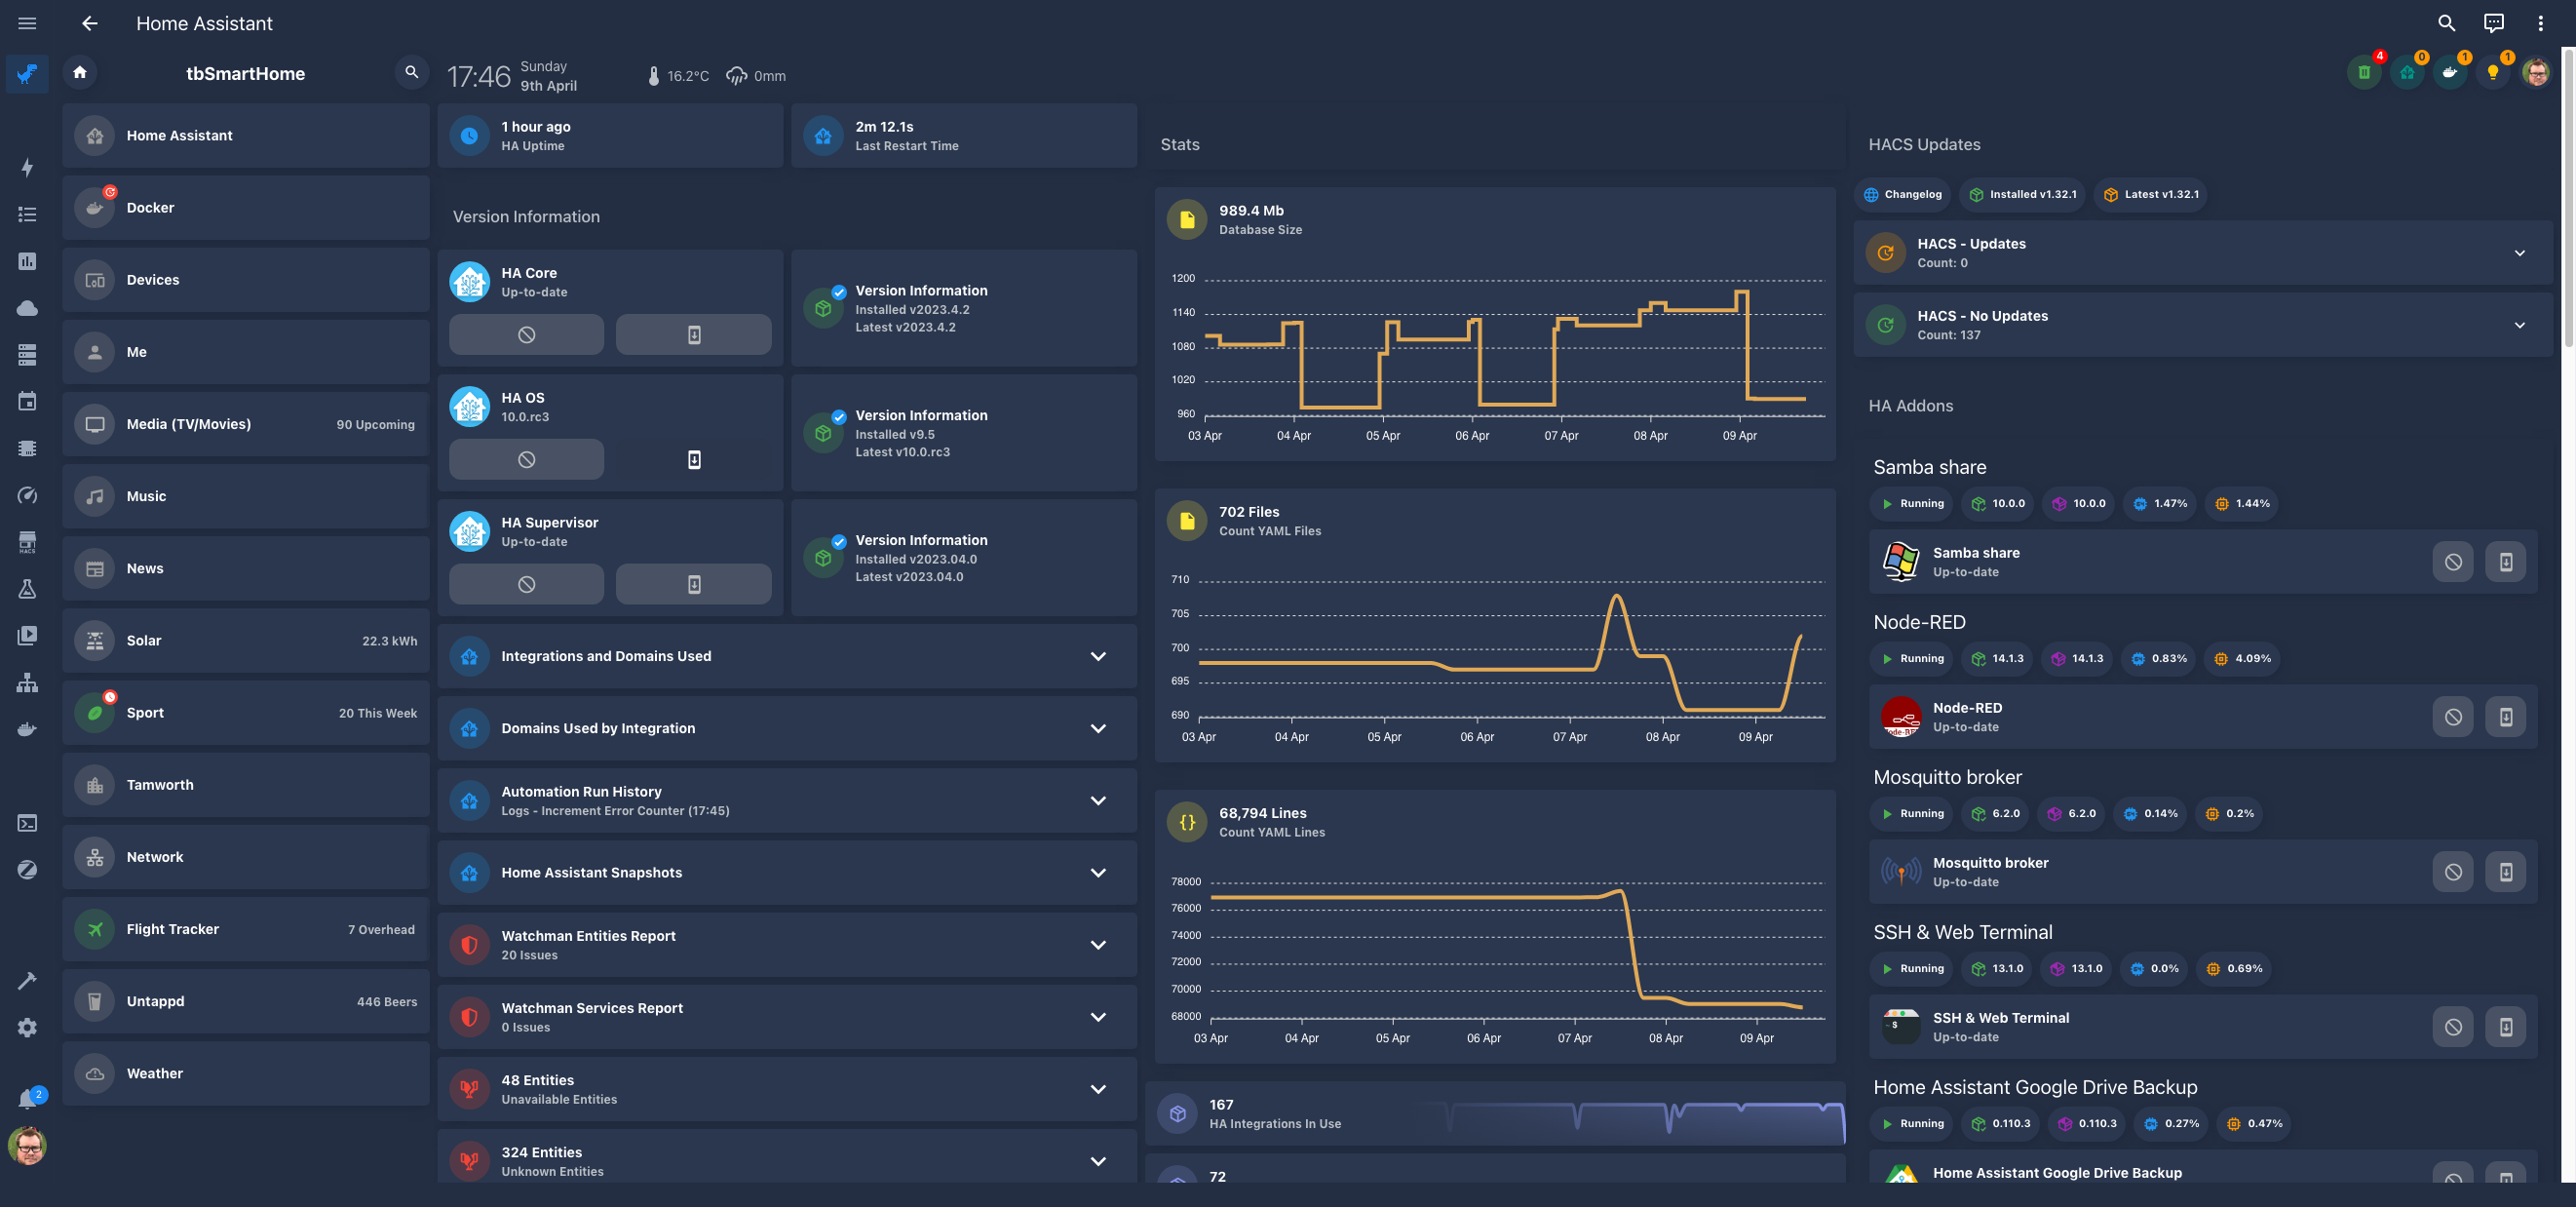 Home Assistant
tbSmartHome
17:46
Sunday
9th April
16.2°C
0mm
4
0
1
1
HACS
2
Home Assistant
Docker
Devices
Me
Media (TV/Movies)
90 Upcoming
Music
News
Solar
22.3 kWh
Sport
20 This Week
Tamworth
Network
Flight Tracker
7 Overhead
Untappd
446 Beers
Weather
1 hour ago
HA Uptime
2m 12.1s
Last Restart Time
Version Information
HA Core
Up-to-date
Version Information
Installed v2023.4.2
Latest v2023.4.2
HA OS
10.0.rc3
Version Information
Installed v9.5
Latest v10.0.rc3
HA Supervisor
Up-to-date
Version Information
Installed v2023.04.0
Latest v2023.04.0
Integrations and Domains Used
Domains Used by Integration
Automation Run History
Logs - Increment Error Counter (17:45)
Home Assistant Snapshots
Watchman Entities Report
20 Issues
Watchman Services Report
0 Issues
48 Entities
Unavailable Entities
324 Entities
Unknown Entities
Stats
989.4 Mb
Database Size
1200
1140
1080
1020
960
03 Apr 04 Apr 05 Apr 06 Apr 07 Apr 08 Apr 09 Apr
702 Files
Count YAML Files
710
705
700
695
690
03 Apr 04 Apr 05 Apr 06 Apr 07 Apr 08 Apr 09 Apr
68,794 Lines
Count YAML Lines
78000
76000
74000
72000
70000
68000
03 Apr 04 Apr 05 Apr 06 Apr 07 Apr 08 Apr 09 Apr
167
HA Integrations In Use
72
HACS Updates
Changelog
Installed v1.32.1
Latest v1.32.1
HACS - Updates
Count: 0
HACS - No Updates
Count: 137
HA Addons
Samba share
Running 10.0.0 10.0.0 1.47% 1.44%
Samba share
Up-to-date
Node-RED
Running 14.1.3 14.1.3 0.83% 4.09%
Node-RED
Up-to-date
Mosquitto broker
Running 6.2.0 6.2.0 0.14% 0.2%
Mosquitto broker
Up-to-date
SSH & Web Terminal
Running 13.1.0 13.1.0 0.0% 0.69%
SSH & Web Terminal
Up-to-date
Home Assistant Google Drive Backup
Running 0.110.3 0.110.3 0.27% 0.47%
Home Assistant Google Drive Backup